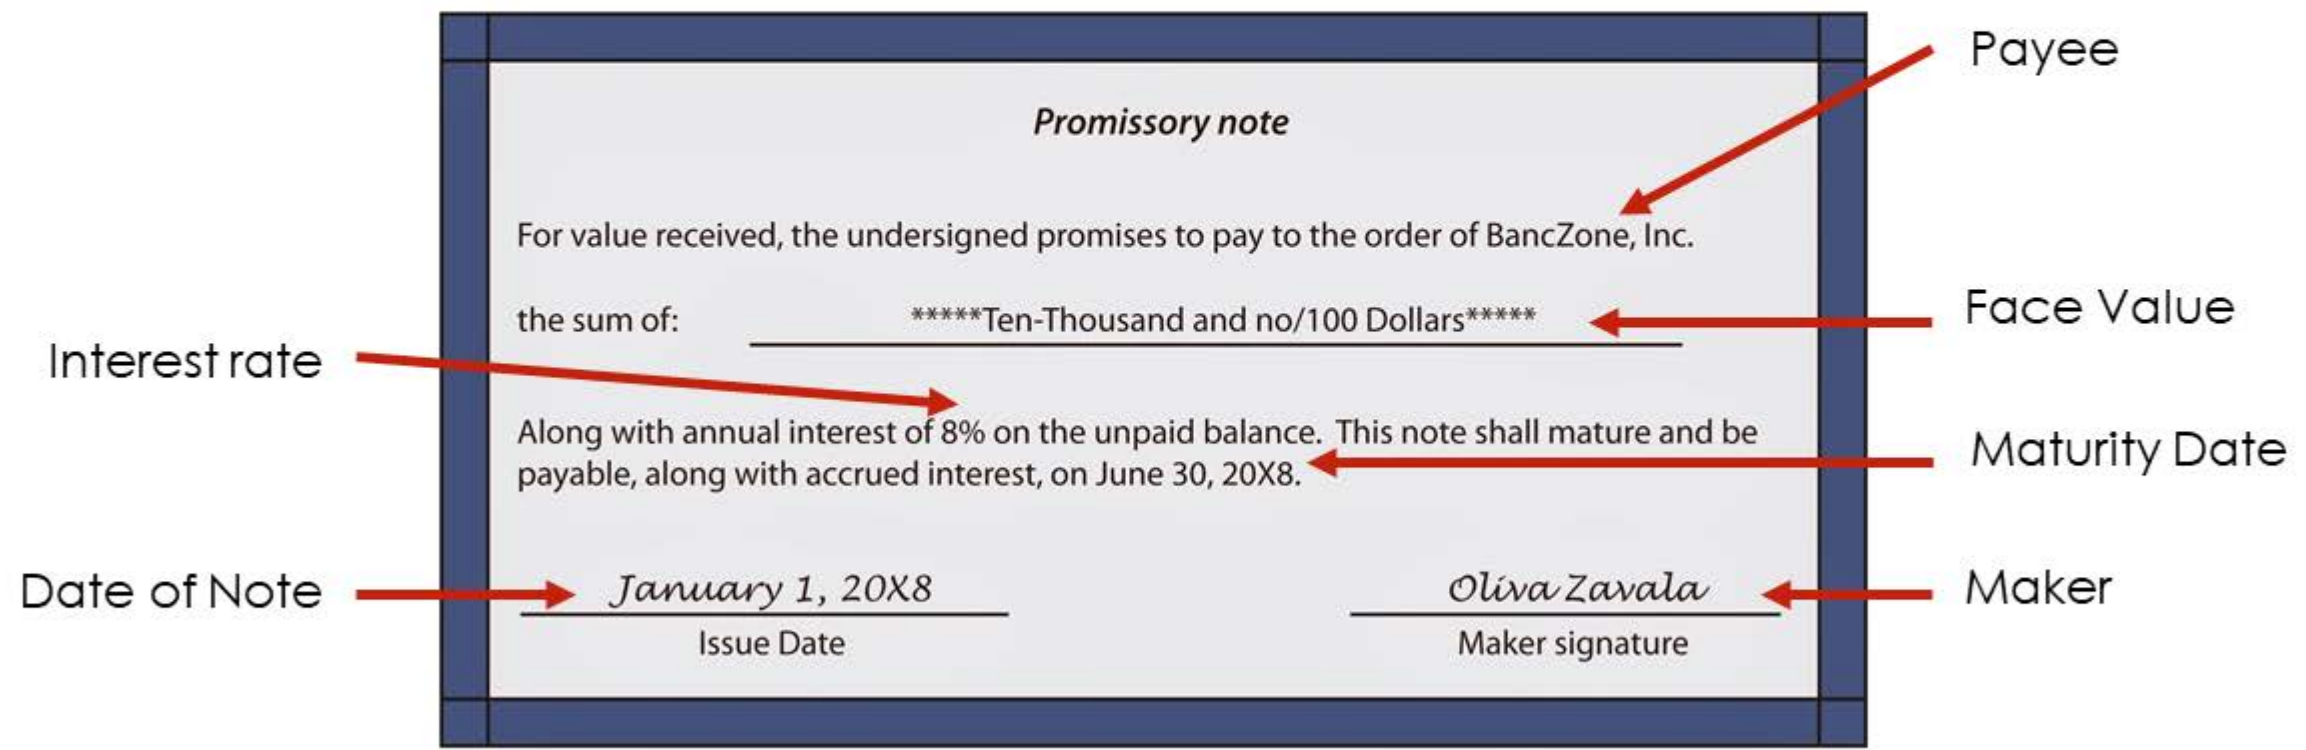 Payee
Promissory note
For value received, the undersigned promises to pay to the order of BancZone, Inc.
the sum of: *****Ten-Thousand and no/100 Dollars*****
Face Value
Interest rate
Along with annual interest of 8% on the unpaid balance. This note shall mature and be
payable, along with accrued interest, on June 30, 20X8.
Maturity Date
Date of Note
January 1, 20X8
Issue Date
Oliva Zavala
Maker signature
Maker